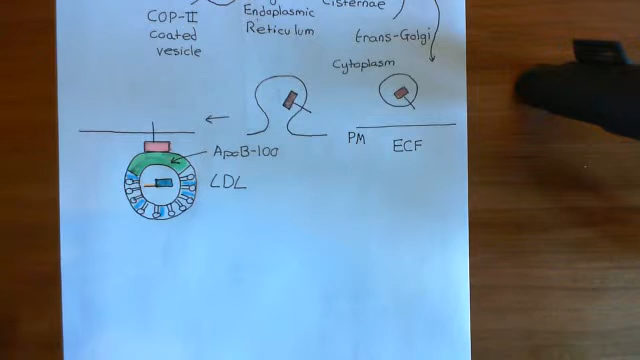 COP-II
coated
vesicle
Endoplasmic
Reticulum
Cisternae
trans-Golgi
Cytoplasm
PM
ECF
ApoB-100
LDL